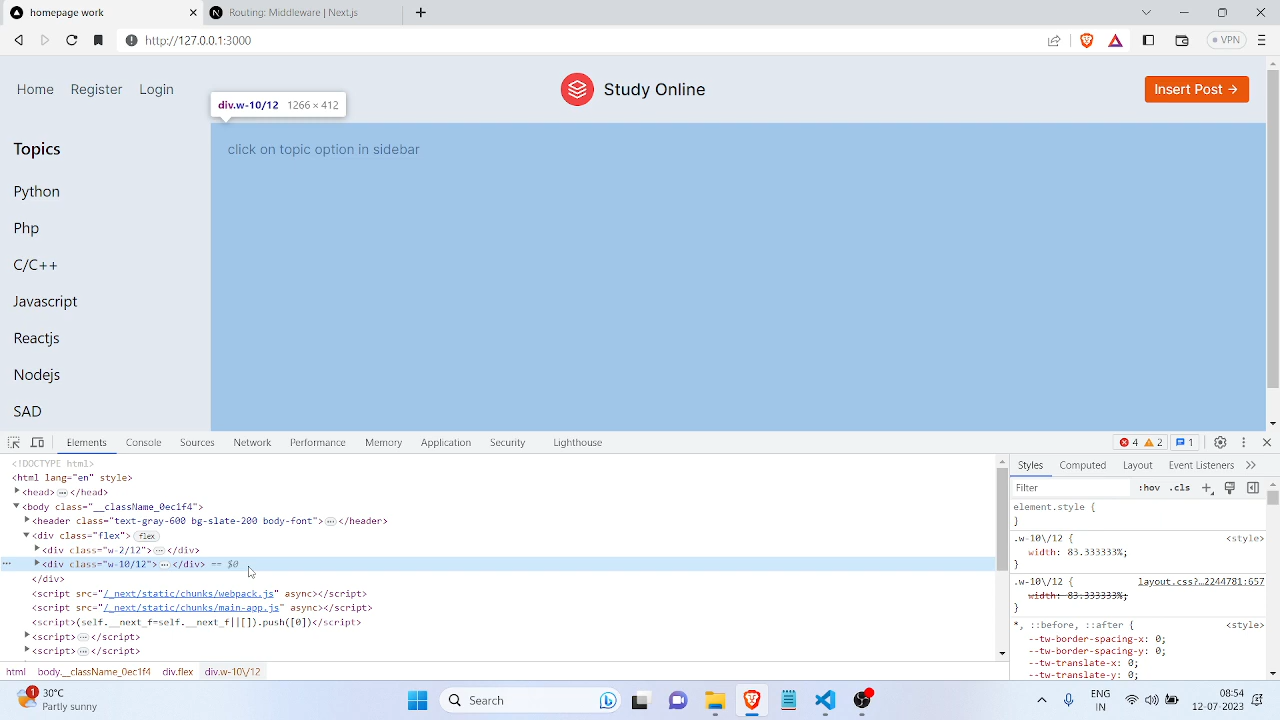 homepage work
Routing: Middleware | Next.js
http://127.0.0.1:3000
VPN
Home Register Login
Study Online
Insert Post →
div.w-10/12 1266 × 412
Topics
click on topic option in sidebar
Python
Php
C/C++
Javascript
Reactjs
Nodejs
SAD
Elements Console Sources Network Performance Memory Application Security Lighthouse
4 2 1
<!DOCTYPE html>
<html lang="en" style>
<head>…</head>
<body class="__className_0ec1f4">
<header class="text-gray-600 bg-slate-200 body-font">…</header>
<div class="flex"> flex
<div class="w-2/12">…</div>
… <div class="w-10/12">…</div> == $0
</div>
<script src="/_next/static/chunks/webpack.js" async></script>
<script src="/_next/static/chunks/main-app.js" async></script>
<script>(self.__next_f=self.__next_f||[]).push([0])</script>
<script>…</script>
<script>…</script>
html body.__className_0ec1f4 div.flex div.w-10\/12
Styles Computed Layout Event Listeners »
Filter :hov .cls +
element.style {
}
.w-10\/12 { <style>
width: 83.333333%;
}
.w-10\/12 { layout.css?…2244781:657
width: 83.333333%;
}
*, ::before, ::after { <style>
--tw-border-spacing-x: 0;
--tw-border-spacing-y: 0;
--tw-translate-x: 0;
--tw-translate-y: 0;
1
30°C
Partly sunny
Search
ENG
IN
08:54
12-07-2023